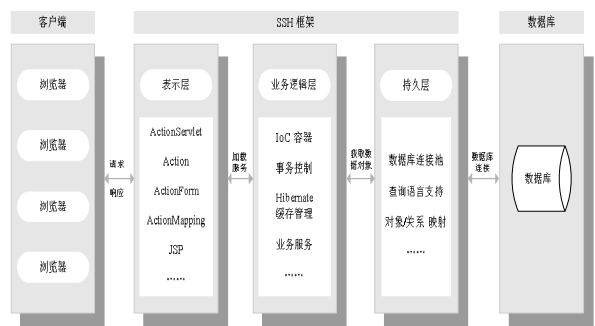 客户端
SSH 框架
数据库
浏览器
浏览器
浏览器
浏览器
请求
响应
表示层
ActionServlet
Action
ActionForm
ActionMapping
JSP
......
加载
服务
业务逻辑层
IoC 容器
事务控制
Hibernate
缓存管理
业务服务
......
获取数
据对象
持久层
数据库连接池
查询语言支持
对象/关系 映射
......
数据库
连接
数据库